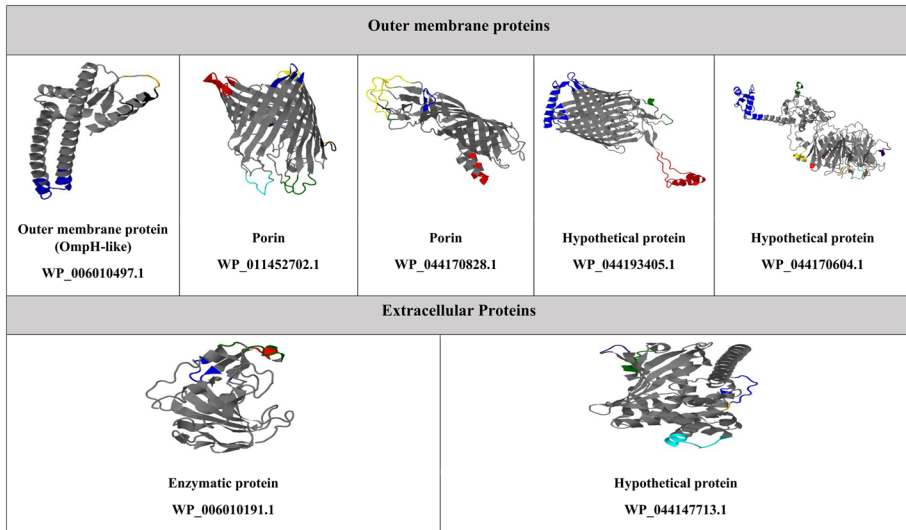 Outer membrane proteins
Outer membrane protein
(OmpH-like)
WP_006010497.1
Porin
WP_011452702.1
Porin
WP_044170828.1
Hypothetical protein
WP_044193405.1
Hypothetical protein
WP_044170604.1
Extracellular Proteins
Enzymatic protein
WP_006010191.1
Hypothetical protein
WP_044147713.1